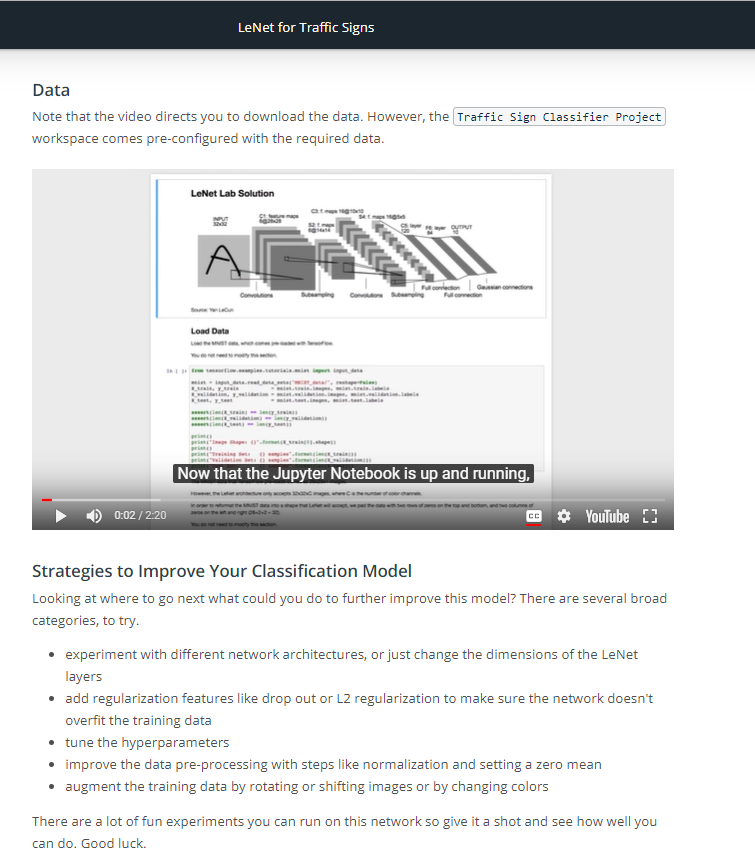 LeNet for Traffic Signs
Data
Note that the video directs you to download the data. However, the Traffic Sign Classifier Project
workspace comes pre-configured with the required data.
LeNet Lab Solution
INPUT
32x32
C1: feature maps
6@28x28
S2: f. maps
6@14x14
C3: f. maps 16@10x10
S4: f. maps 16@5x5
C5: layer
120
F6: layer
84
OUTPUT
10
Convolutions
Subsampling
Convolutions
Subsampling
Full connection
Full connection
Gaussian connections
Source: Yan LeCun
Load Data
Load the MNIST data, which comes pre-loaded with TensorFlow.
You do not need to modify this section.
In [ ]: from tensorflow.examples.tutorials.mnist import input_data
mnist = input_data.read_data_sets("MNIST_data/", reshape=False)
X_train, y_train = mnist.train.images, mnist.train.labels
X_validation, y_validation = mnist.validation.images, mnist.validation.labels
X_test, y_test = mnist.test.images, mnist.test.labels
assert(len(X_train) == len(y_train))
assert(len(X_validation) == len(y_validation))
assert(len(X_test) == len(y_test))
print()
print("Image Shape: {}".format(X_train[0].shape))
print()
print("Training Set: {} samples".format(len(X_train)))
print("Validation Set: {} samples".format(len(X_validation)))
Now that the Jupyter Notebook is up and running,
However, the LeNet architecture only accepts 32x32xC images, where C is the number of color channels.
In order to reformat the MNIST data into a shape that LeNet will accept, we pad the data with two rows of zeros on the top and bottom, and two columns of
zeros on the left and right (28+2+2 = 32).
You do not need to modify this section.
0:02 / 2:20
CC
YouTube
Strategies to Improve Your Classification Model
Looking at where to go next what could you do to further improve this model? There are several broad
categories, to try.
• experiment with different network architectures, or just change the dimensions of the LeNet
layers
• add regularization features like drop out or L2 regularization to make sure the network doesn't
overfit the training data
• tune the hyperparameters
• improve the data pre-processing with steps like normalization and setting a zero mean
• augment the training data by rotating or shifting images or by changing colors
There are a lot of fun experiments you can run on this network so give it a shot and see how well you
can do. Good luck.